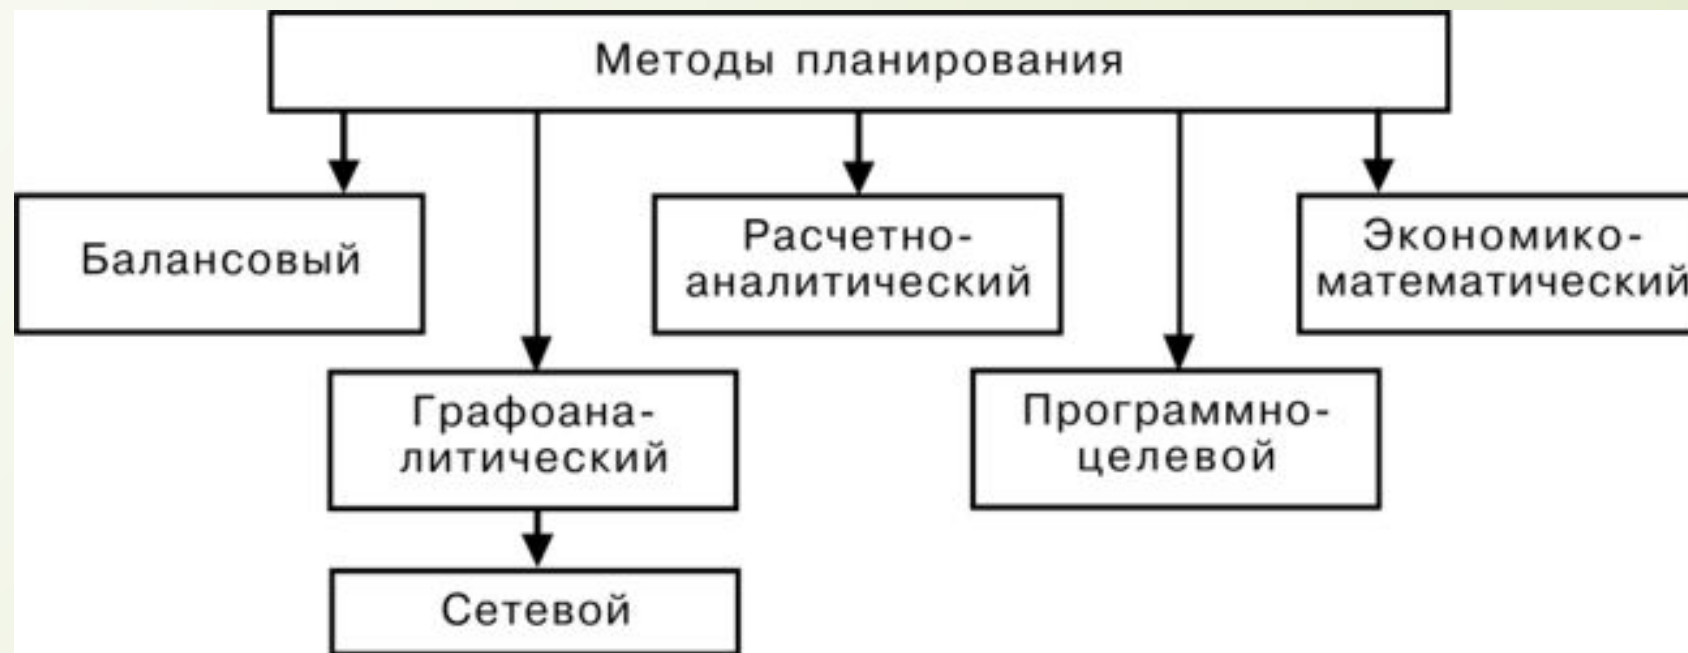 Методы планирования
Балансовый
Расчетно-
аналитический
Экономико-
математический
Графоана-
литический
Программно-
целевой
Сетевой